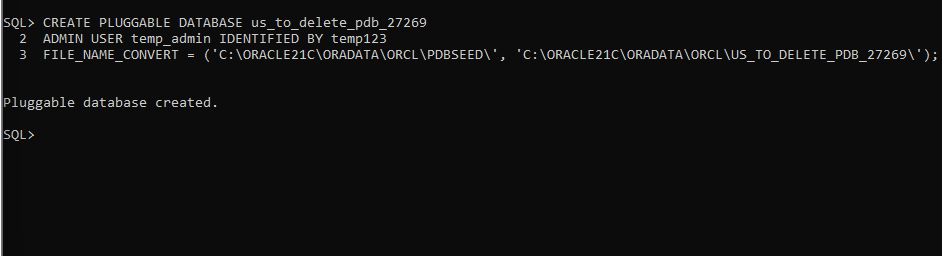 SQL> CREATE PLUGGABLE DATABASE us_to_delete_pdb_27269
2 ADMIN USER temp_admin IDENTIFIED BY temp123
3 FILE_NAME_CONVERT = ('C:\ORACLE21C\ORADATA\ORCL\PDBSEED\', 'C:\ORACLE21C\ORADATA\ORCL\US_TO_DELETE_PDB_27269\');
Pluggable database created.
SQL>